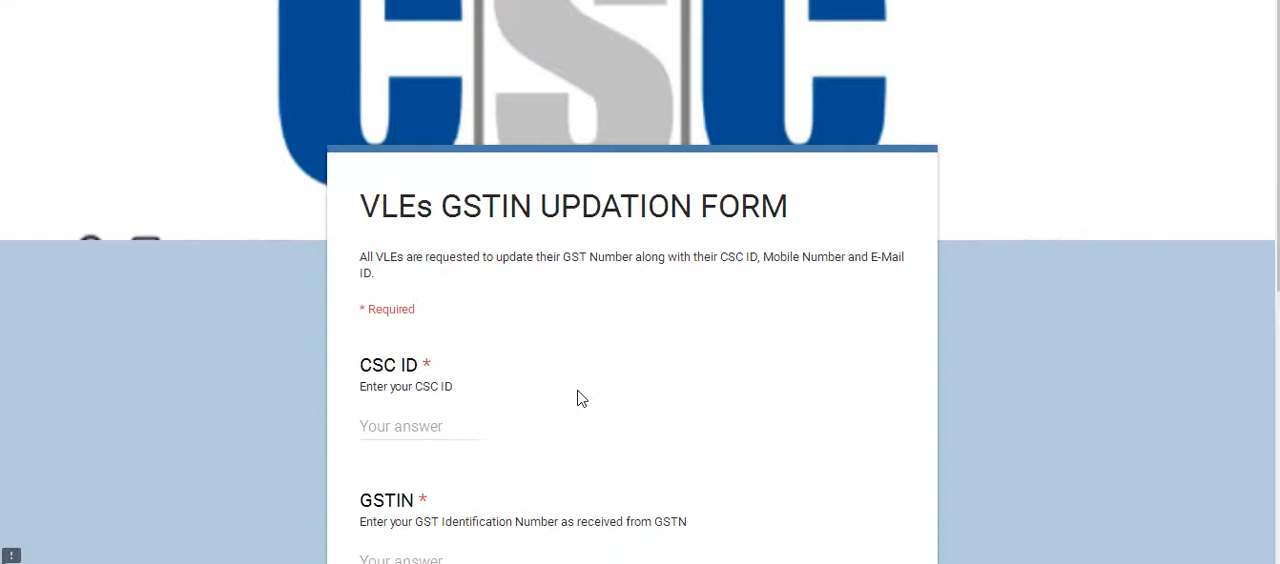 CSC
VLEs GSTIN UPDATION FORM
All VLEs are requested to update their GST Number along with their CSC ID, Mobile Number and E-Mail
ID.
* Required
CSC ID *
Enter your CSC ID
Your answer
GSTIN *
Enter your GST Identification Number as received from GSTN
Your answer
!